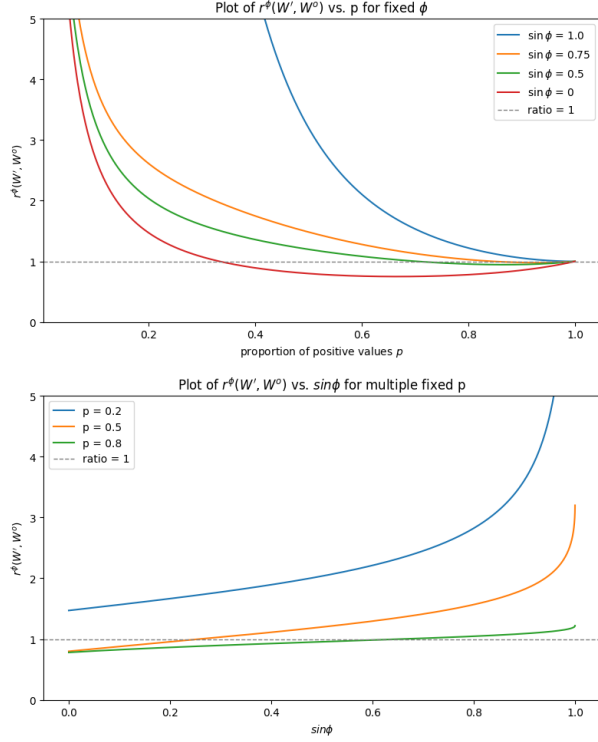 Plot of r^ϕ(W', W^o) vs. p for fixed ϕ
5
4
3
2
1
0
r^ϕ(W', W^o)
sin ϕ = 1.0
sin ϕ = 0.75
sin ϕ = 0.5
sin ϕ = 0
ratio = 1
0.2 0.4 0.6 0.8 1.0
proportion of positive values p
Plot of r^ϕ(W', W^o) vs. sinϕ for multiple fixed p
5
4
3
2
1
0
r^ϕ(W', W^o)
p = 0.2
p = 0.5
p = 0.8
ratio = 1
0.0 0.2 0.4 0.6 0.8 1.0
sinϕ